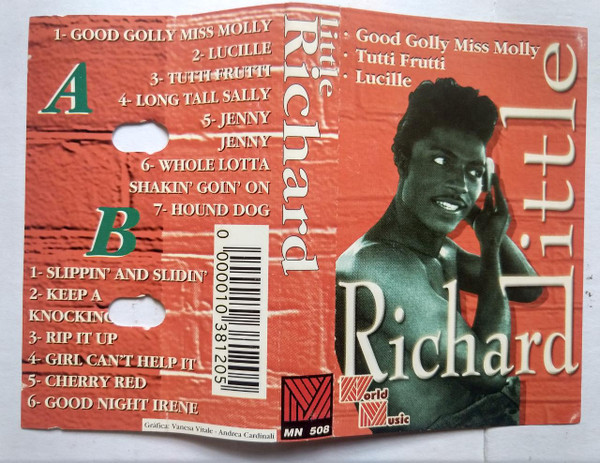 1- GOOD GOLLY MISS MOLLY
2- LUCILLE
3- TUTTI FRUTTI
4- LONG TALL SALLY
5- JENNY
JENNY
6- WHOLE LOTTA
SHAKIN' GOIN' ON
7- HOUND DOG
A
B
1- SLIPPIN' AND SLIDIN'
2- KEEP A
KNOCKING
3- RIP IT UP
4- GIRL CAN'T HELP IT
5- CHERRY RED
6- GOOD NIGHT IRENE
Gráfica: Vanesa Vitale - Andrea Cardinali
0 000010 381205
little Richard
MN 508
· Good Golly Miss Molly
· Tutti Frutti
· Lucille
Little
Richard
World
Music